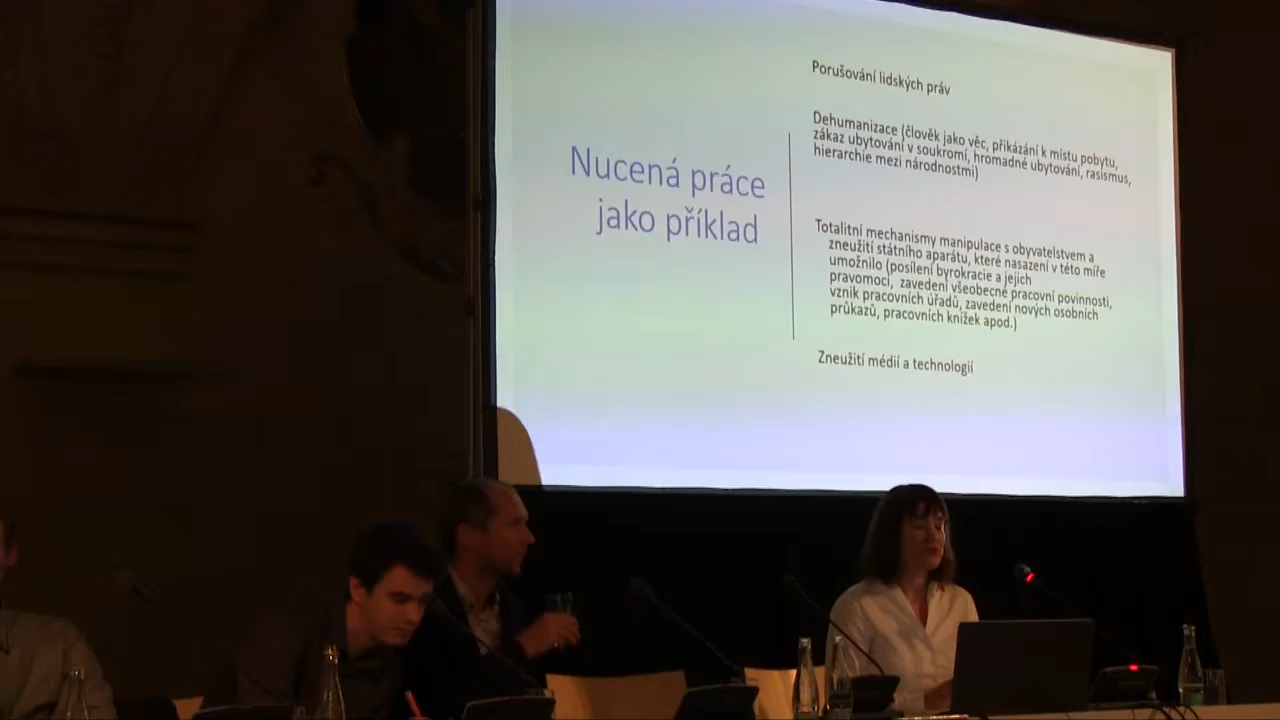 Nucená práce
jako příklad
Porušování lidských práv
Dehumanizace (člověk jako věc, přikázání k místu pobytu,
zákaz ubytování v soukromí, hromadné ubytování, rasismus,
hierarchie mezi národnostmi)
Totalitní mechanismy manipulace s obyvatelstvem a
zneužití státního aparátu, které nasazení v této míře
umožnilo (posílení byrokracie a jejich
pravomocí, zavedení všeobecné pracovní povinnosti,
vznik pracovních úřadů, zavedení nových osobních
průkazů, pracovních knížek apod.)
Zneužití médií a technologií